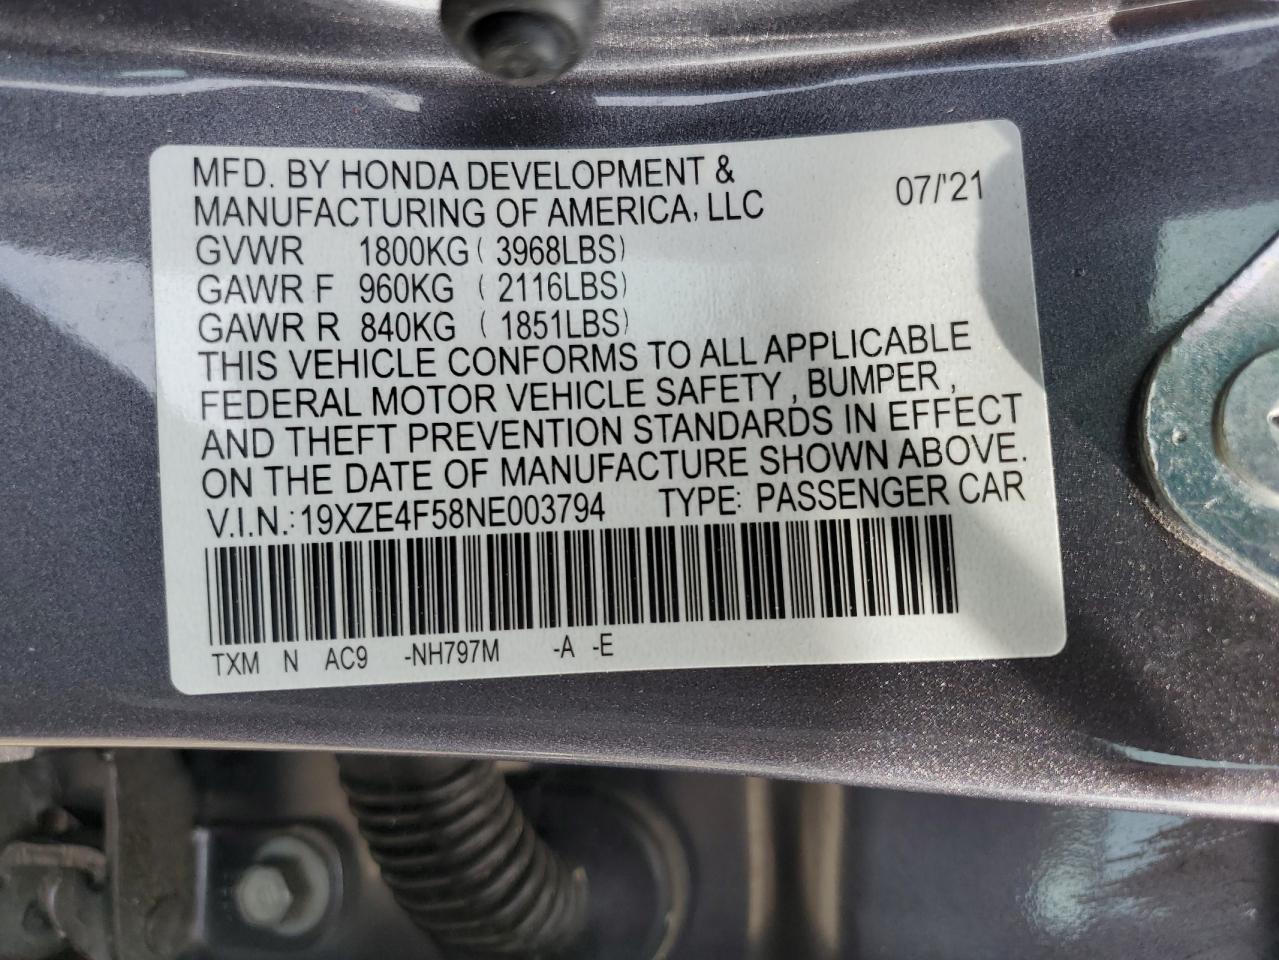 MFD. BY HONDA DEVELOPMENT &
MANUFACTURING OF AMERICA, LLC 07/'21
GVWR 1800KG ( 3968LBS)
GAWR F 960KG ( 2116LBS)
GAWR R 840KG ( 1851LBS)
THIS VEHICLE CONFORMS TO ALL APPLICABLE
FEDERAL MOTOR VEHICLE SAFETY , BUMPER ,
AND THEFT PREVENTION STANDARDS IN EFFECT
ON THE DATE OF MANUFACTURE SHOWN ABOVE.
V.I.N.:19XZE4F58NE003794 TYPE: PASSENGER CAR
TXM N AC9 -NH797M -A -E